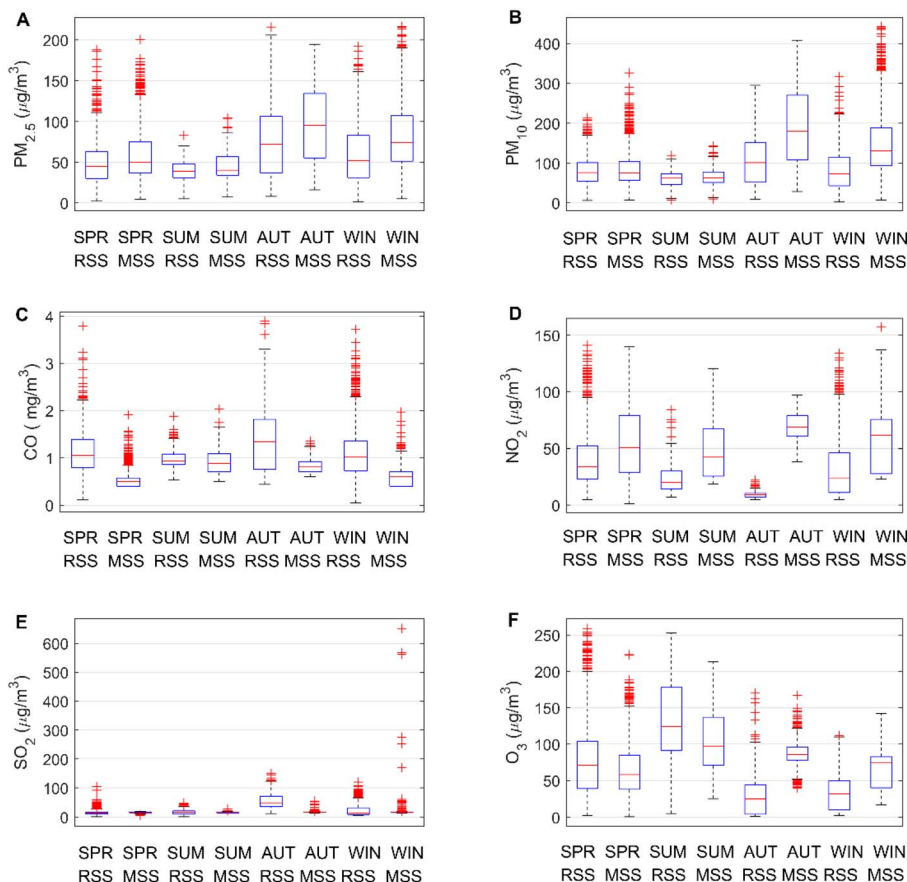 A
PM2.5 (μg/m3)
200
150
100
50
0
SPR SPR SUM SUM AUT AUT WIN WIN
RSS MSS RSS MSS RSS MSS RSS MSS
B
PM10 (μg/m3)
400
300
200
100
0
SPR SPR SUM SUM AUT AUT WIN WIN
RSS MSS RSS MSS RSS MSS RSS MSS
C
CO ( mg/m3)
4
3
2
1
0
SPR SPR SUM SUM AUT AUT WIN WIN
RSS MSS RSS MSS RSS MSS RSS MSS
D
NO2 (μg/m3)
150
100
50
0
SPR SPR SUM SUM AUT AUT WIN WIN
RSS MSS RSS MSS RSS MSS RSS MSS
E
SO2 (μg/m3)
600
500
400
300
200
100
0
SPR SPR SUM SUM AUT AUT WIN WIN
RSS MSS RSS MSS RSS MSS RSS MSS
F
O3 (μg/m3)
250
200
150
100
50
0
SPR SPR SUM SUM AUT AUT WIN WIN
RSS MSS RSS MSS RSS MSS RSS MSS